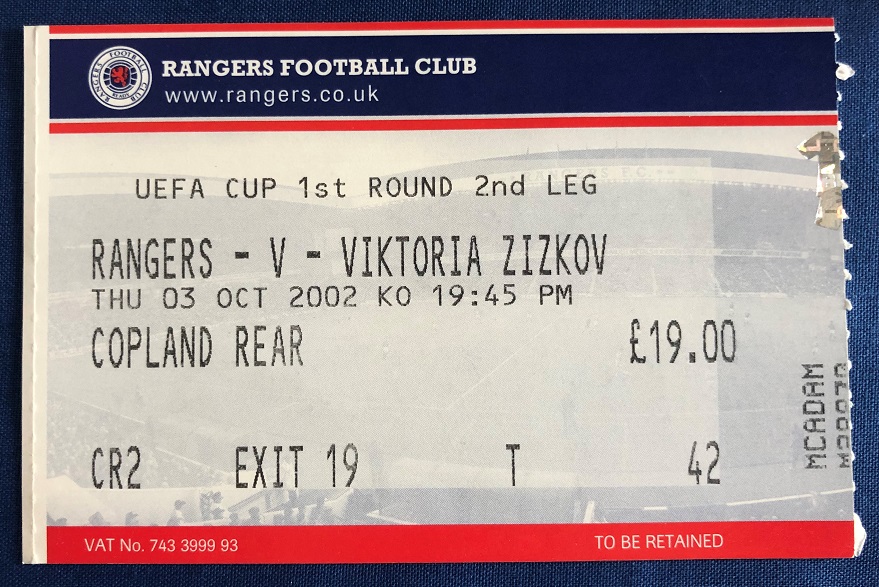 RANGERS FOOTBALL CLUB
www.rangers.co.uk
UEFA CUP 1st ROUND 2nd LEG
RANGERS - V - VIKTORIA ZIZKOV
THU 03 OCT 2002 KO 19:45 PM
COPLAND REAR £19.00
CR2 EXIT 19 T 42
MCADAM
VAT No. 743 3999 93 TO BE RETAINED